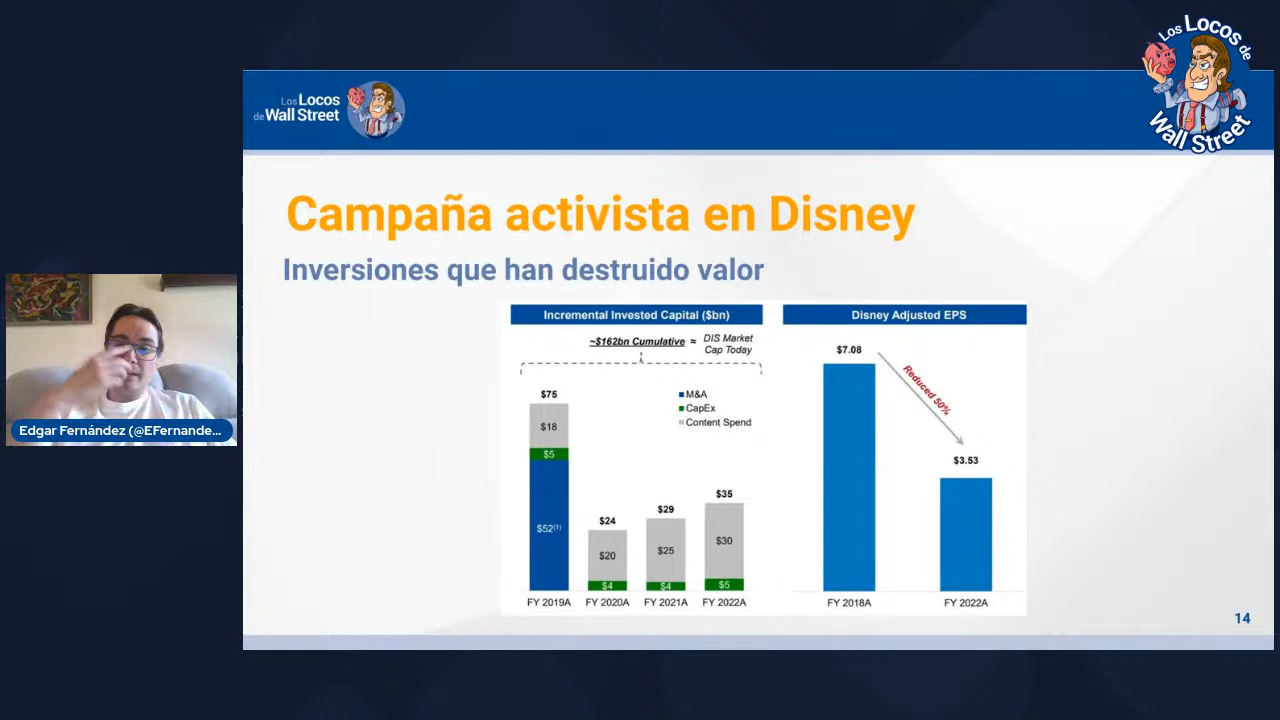 Los Locos de
Wall Street
Los Locos
de Wall Street
Campaña activista en Disney
Inversiones que han destruido valor
Incremental Invested Capital ($bn)
~$162bn Cumulative ≈ DIS Market
Cap Today
$75
$18
$5
$52(1)
M&A
CapEx
Content Spend
$24
$20
$4
$29
$25
$4
$35
$30
$5
FY 2019A FY 2020A FY 2021A FY 2022A
Disney Adjusted EPS
$7.08
Reduced 50%
$3.53
FY 2018A FY 2022A
14
Edgar Fernández (@EFernande...